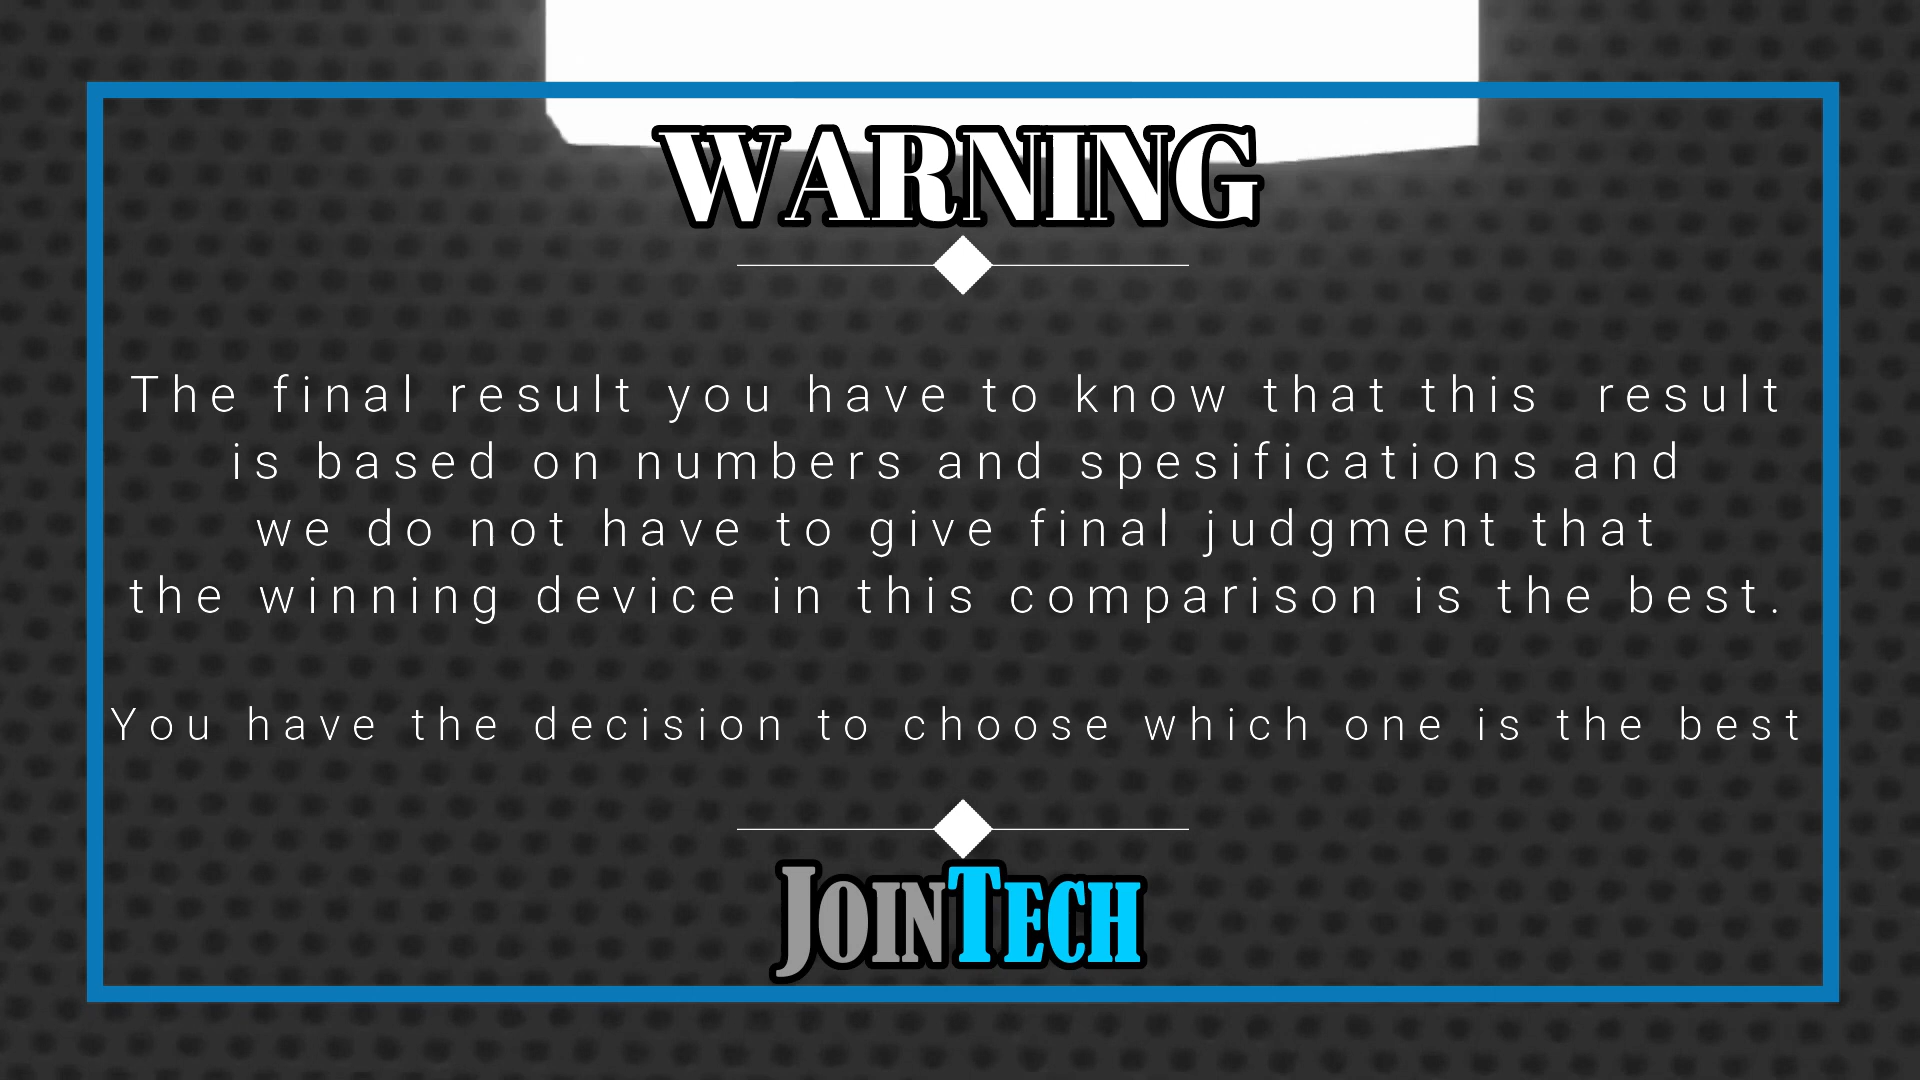 WARNING
The final result you have to know that this result
is based on numbers and spesifications and
we do not have to give final judgment that
the winning device in this comparison is the best.
You have the decision to choose which one is the best
JOINTECH